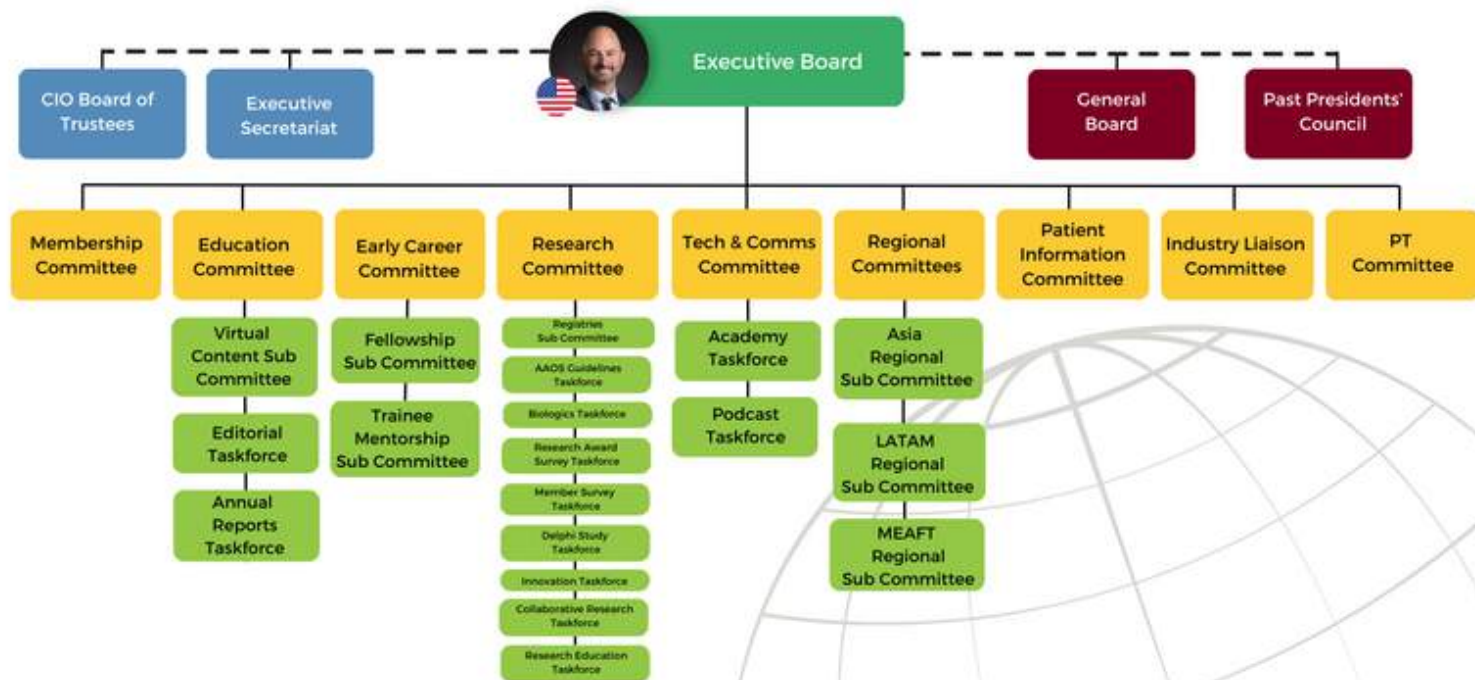 Executive Board
CIO Board of
Trustees
Executive
Secretariat
General
Board
Past Presidents'
Council
Membership
Committee
Education
Committee
Early Career
Committee
Research
Committee
Tech & Comms
Committee
Regional
Committees
Patient
Information
Committee
Industry Liaison
Committee
PT
Committee
Virtual
Content Sub
Committee
Editorial
Taskforce
Annual
Reports
Taskforce
Fellowship
Sub Committee
Trainee
Mentorship
Sub Committee
Registries
Sub Committee
AAOS Guidelines
Taskforce
Biologics Taskforce
Research Award
Survey Taskforce
Member Survey
Taskforce
Delphi Study
Taskforce
Innovation Taskforce
Collaborative Research
Taskforce
Research Education
Taskforce
Academy
Taskforce
Podcast
Taskforce
Asia
Regional
Sub Committee
LATAM
Regional
Sub Committee
MEAFT
Regional
Sub Committee